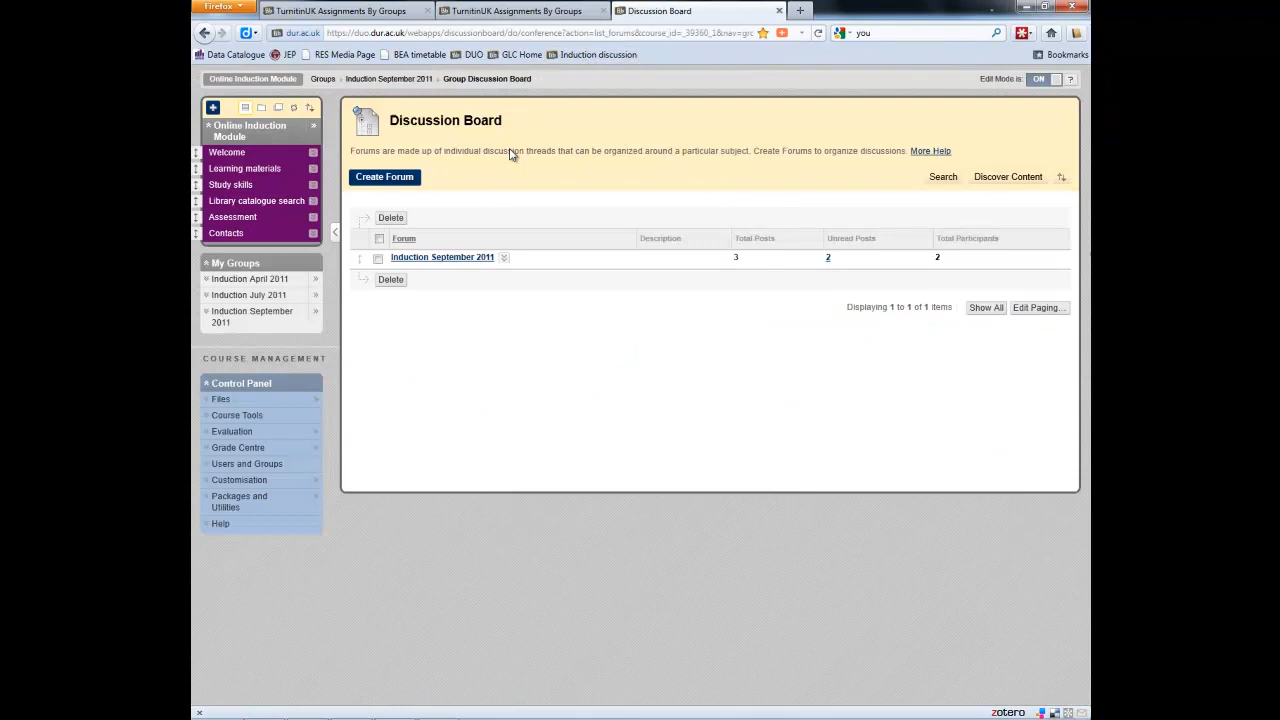 Firefox
TurnitinUK Assignments By Groups
TurnitinUK Assignments By Groups
Discussion Board
dur.ac.uk
https://duo.dur.ac.uk/webapps/discussionboard/do/conference?action=list_forums&course_id=_39360_1&nav=grc
you
Data Catalogue
JEP
RES Media Page
BEA timetable
DUO
GLC Home
Induction discussion
Bookmarks
Online Induction Module
Groups
Induction September 2011
Group Discussion Board
Edit Mode is:
ON
?
Online Induction
Module
Welcome
Learning materials
Study skills
Library catalogue search
Assessment
Contacts
My Groups
Induction April 2011
Induction July 2011
Induction September
2011
COURSE MANAGEMENT
Control Panel
Files
Course Tools
Evaluation
Grade Centre
Users and Groups
Customisation
Packages and
Utilities
Help
Discussion Board
Forums are made up of individual discussion threads that can be organized around a particular subject. Create Forums to organize discussions. More Help
Create Forum
Search
Discover Content
Delete
Forum
Description
Total Posts
Unread Posts
Total Participants
Induction September 2011
3
2
2
Delete
Displaying 1 to 1 of 1 items
Show All
Edit Paging...
zotero